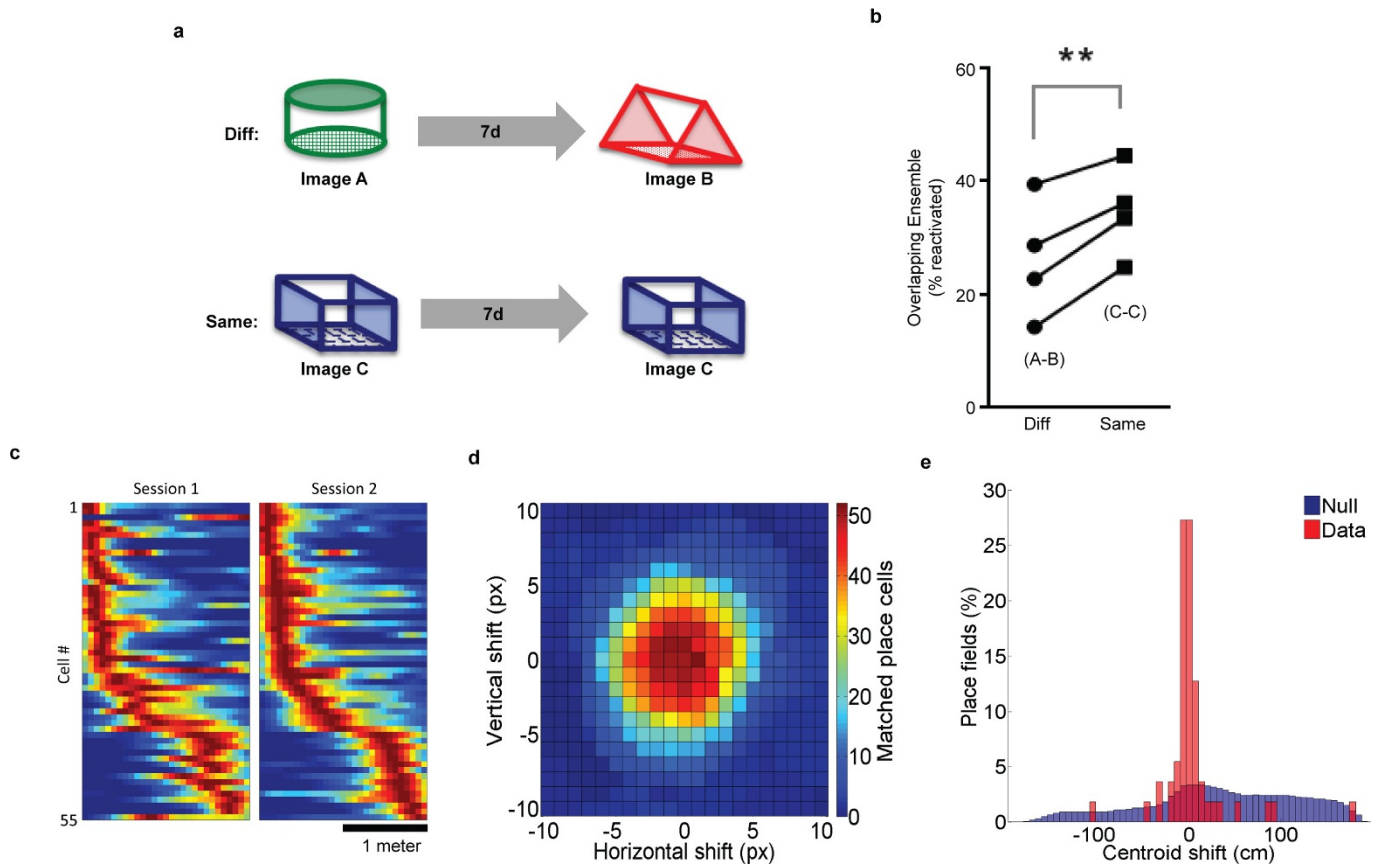 a
Diff:
7d
Image A
Image B
Same:
7d
Image C
Image C
b
**
60
40
20
0
Overlapping Ensemble
(% reactivated)
(A-B)
(C-C)
Diff
Same
c
Session 1
Session 2
1
Cell #
55
1 meter
d
10
5
0
-5
-10
Vertical shift (px)
-10
-5
0
5
10
Horizontal shift (px)
50
40
30
20
10
0
Matched place cells
e
30
25
20
15
10
5
0
Place fields (%)
Null
Data
-100
0
100
Centroid shift (cm)